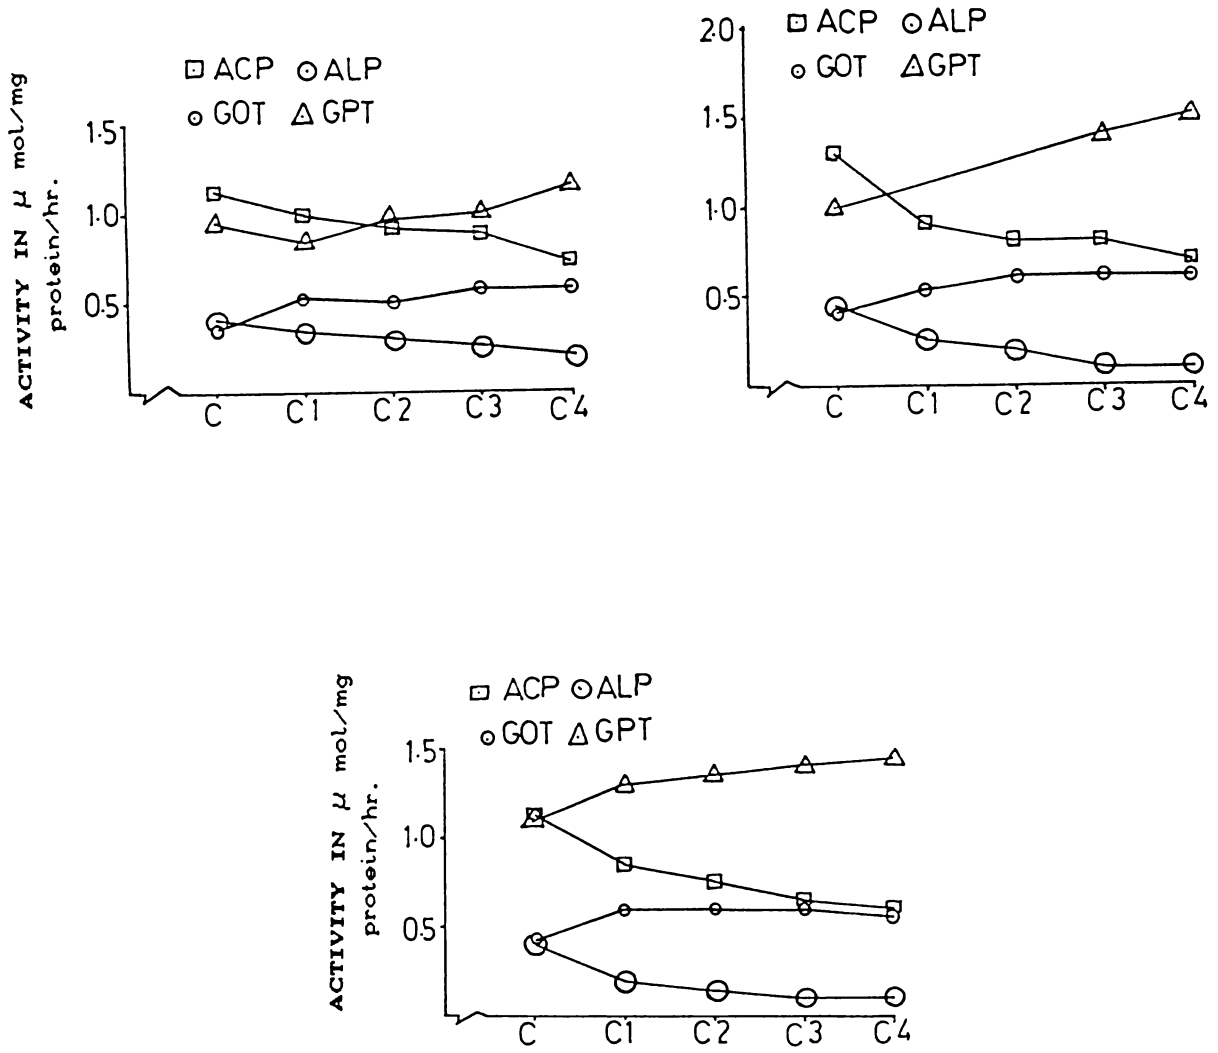 ACTIVITY IN μ mol/mg
protein/hr.
□ ACP ⊙ ALP
⊙ GOT △ GPT
1.5
1.0
0.5
C C1 C2 C3 C4
□ ACP ⊙ ALP
⊙ GOT △ GPT
2.0
1.5
1.0
0.5
C C1 C2 C3 C4
ACTIVITY IN μ mol/mg
protein/hr.
□ ACP ⊙ ALP
⊙ GOT △ GPT
1.5
1.0
0.5
C C1 C2 C3 C4